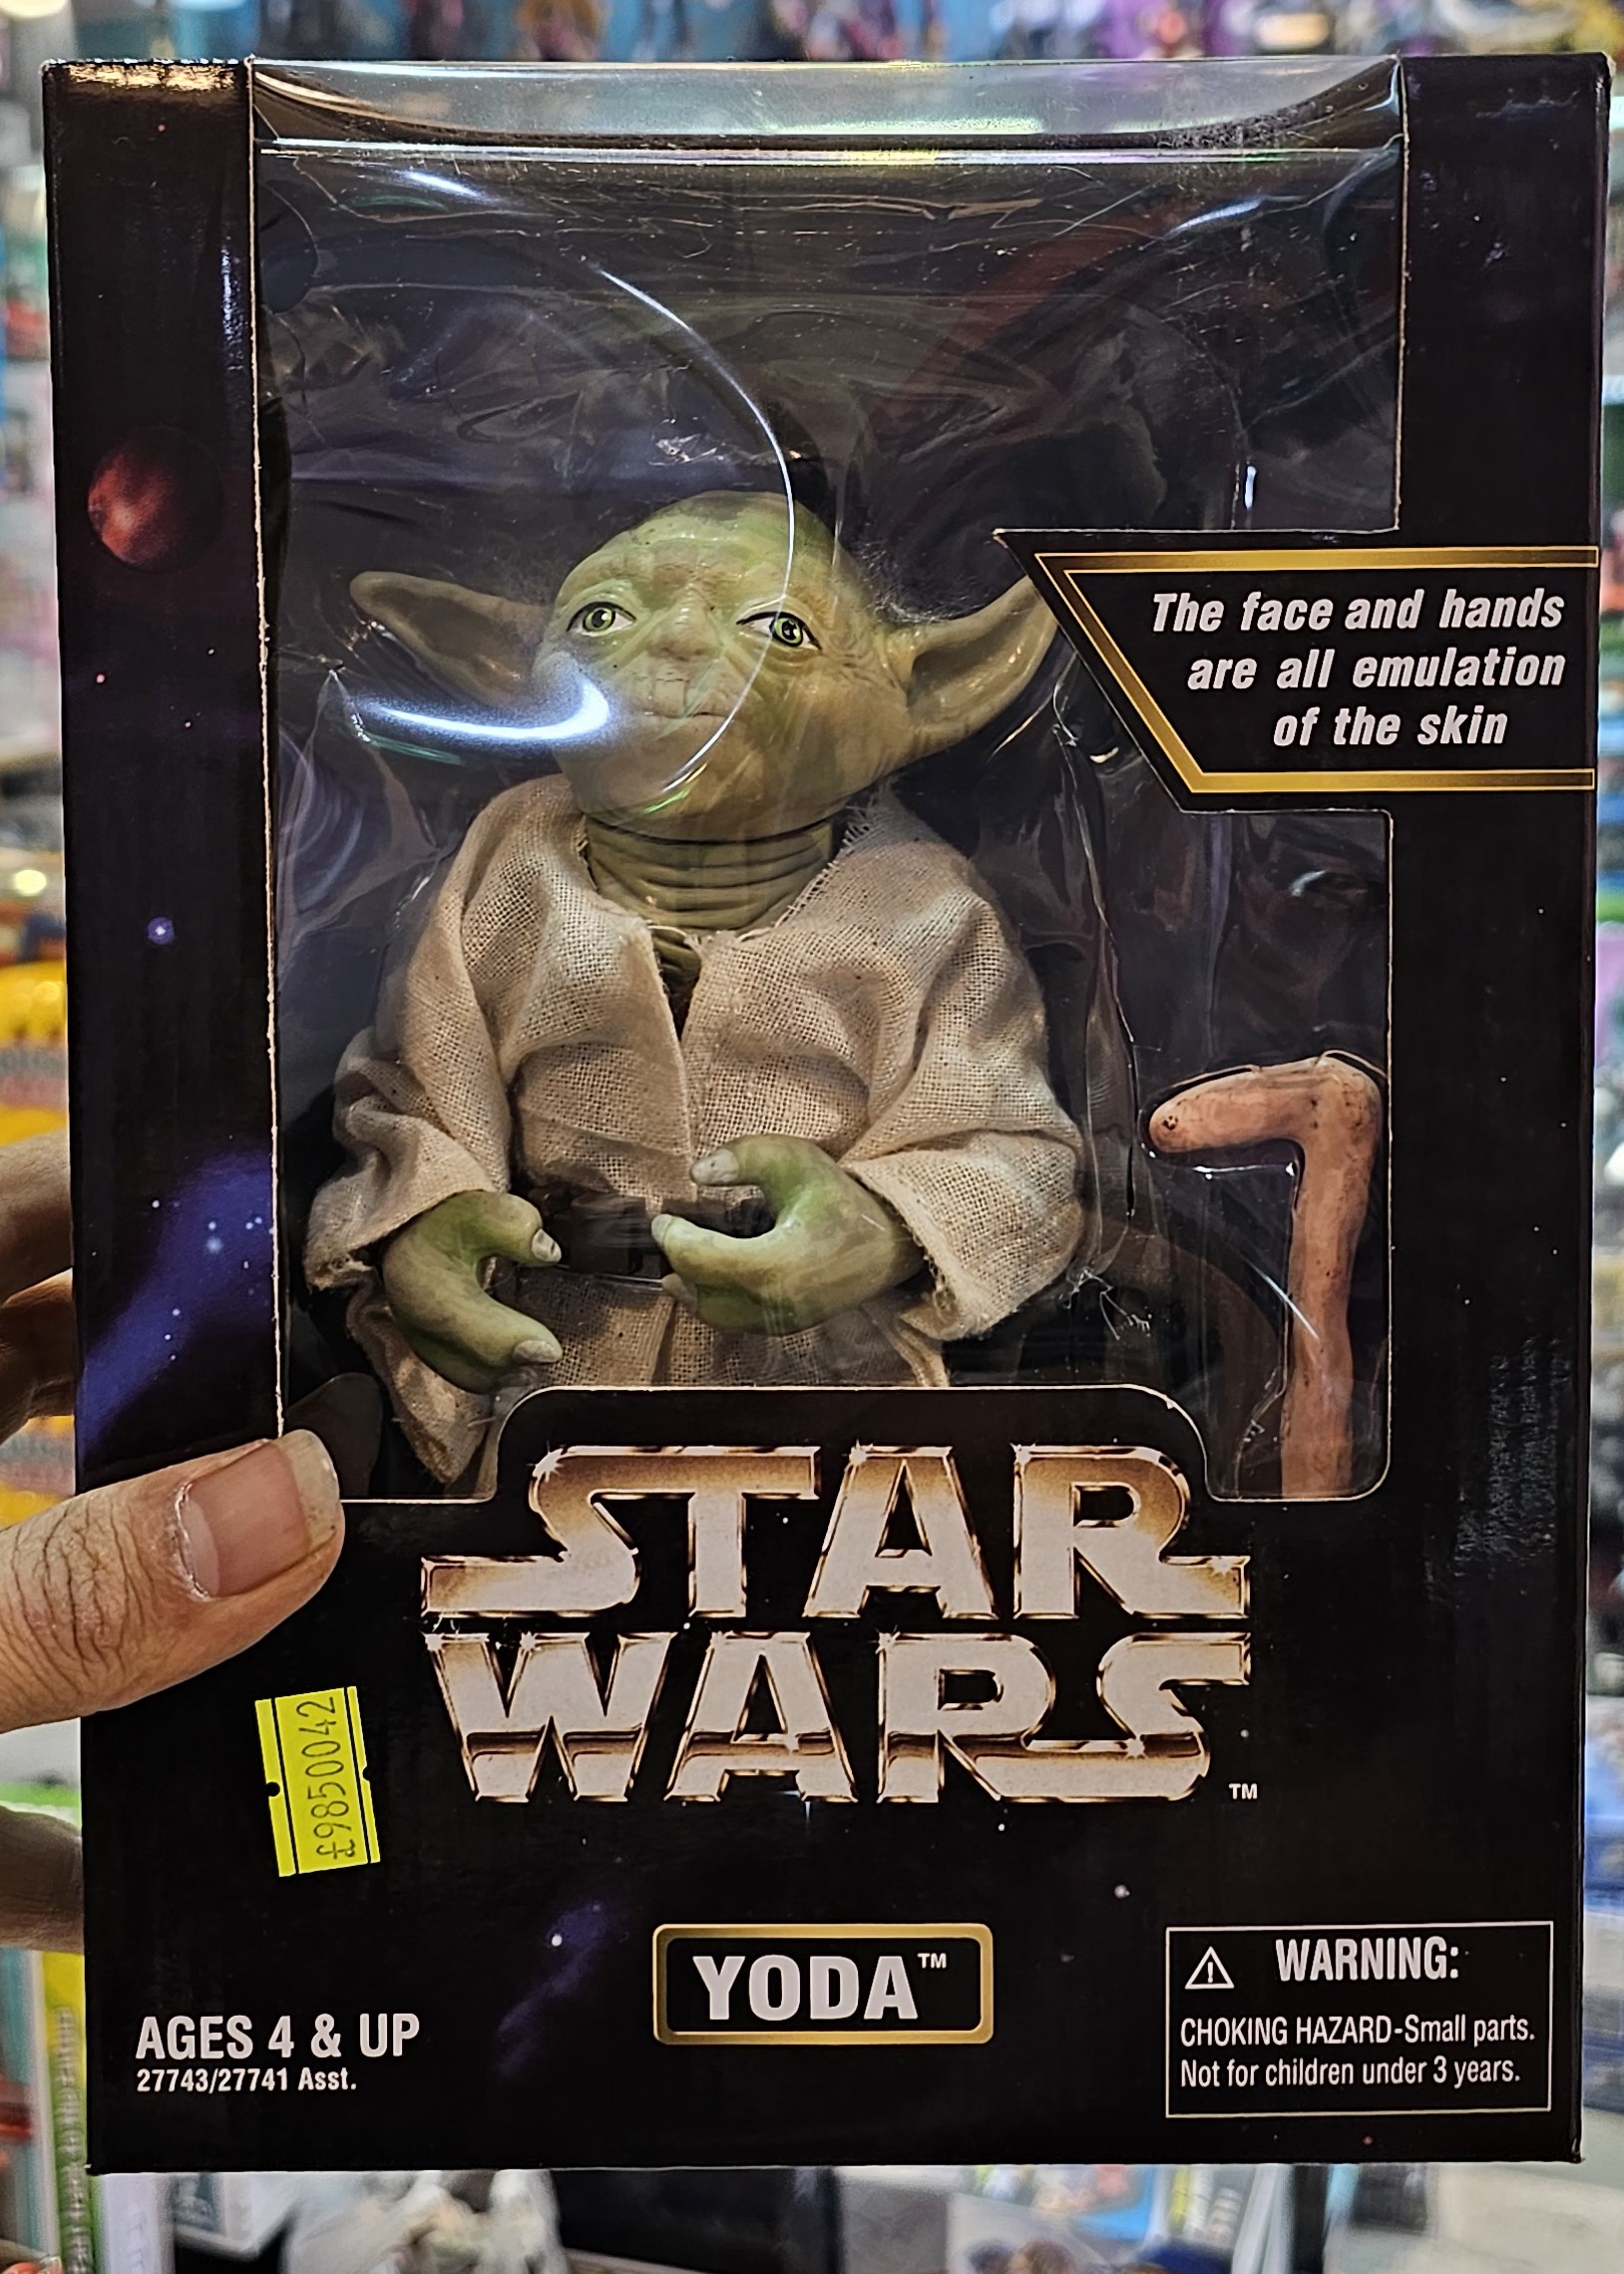 The face and hands
are all emulation
of the skin
STAR
WARS
TM
£9850042
YODA™
AGES 4 & UP
27743/27741 Asst.
WARNING:
CHOKING HAZARD-Small parts.
Not for children under 3 years.